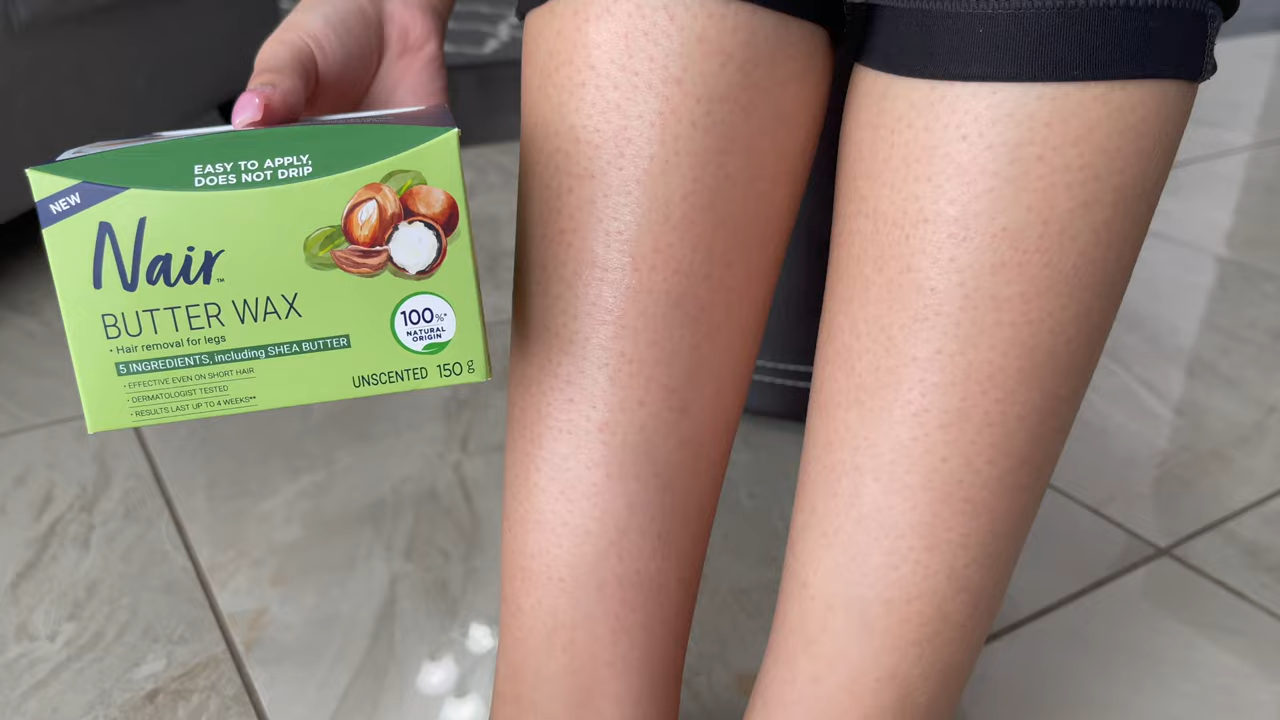 EASY TO APPLY,
DOES NOT DRIP
NEW
Nair™
BUTTER WAX
• Hair removal for legs
5 INGREDIENTS, including SHEA BUTTER
• EFFECTIVE EVEN ON SHORT HAIR
• DERMATOLOGIST TESTED
• RESULTS LAST UP TO 4 WEEKS**
100%*
NATURAL
ORIGIN
UNSCENTED 150 g